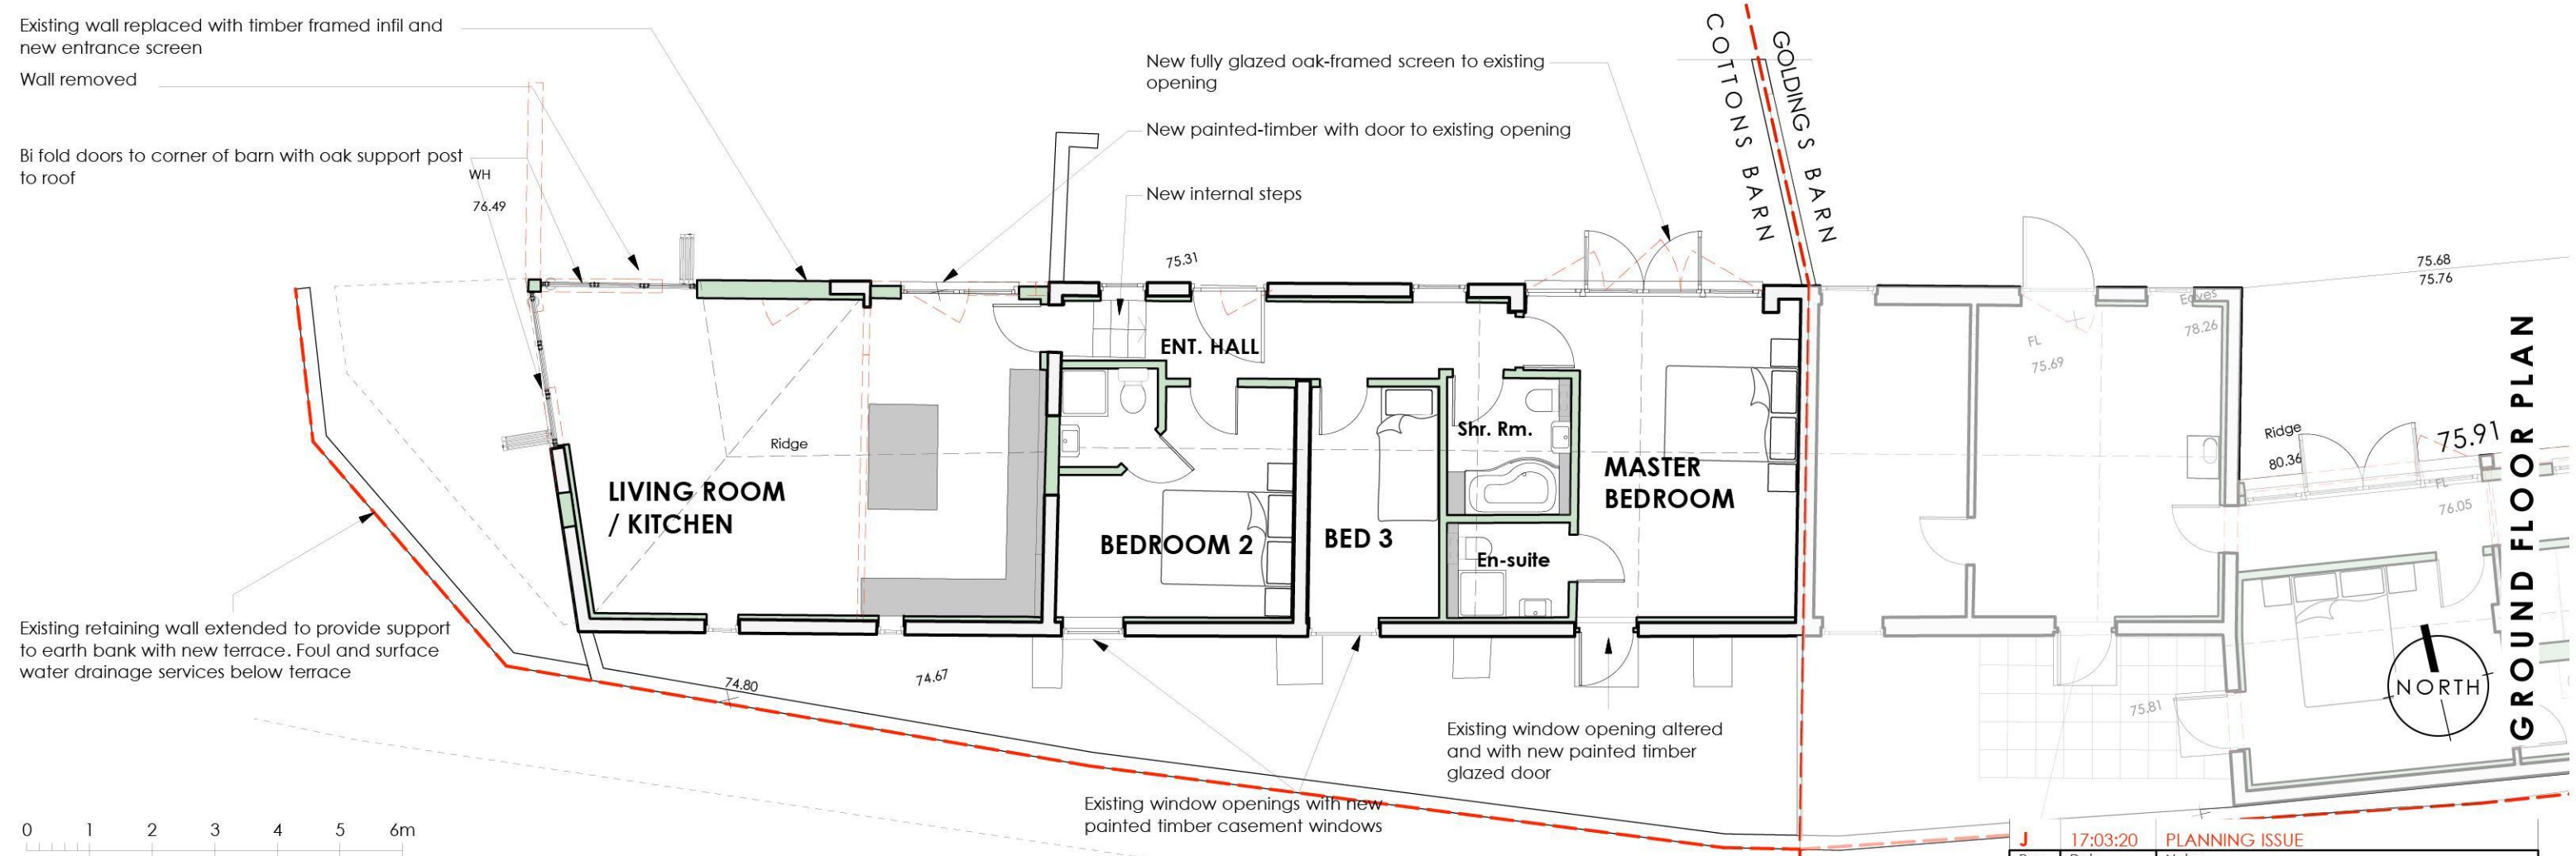 Existing wall replaced with timber framed infil and
new entrance screen
Wall removed
Bi fold doors to corner of barn with oak support post
to roof
WH
76.49
New fully glazed oak-framed screen to existing
opening
New painted-timber with door to existing opening
New internal steps
75.31
COTTONS BARN
GOLDINGS BARN
75.68
75.76
Eaves
78.26
FL
75.69
ENT. HALL
Ridge
LIVING ROOM
/ KITCHEN
BEDROOM 2
BED 3
Shr. Rm.
En-suite
MASTER
BEDROOM
Ridge
80.36
75.91
FL
76.05
75.81
NORTH
GROUND FLOOR PLAN
Existing retaining wall extended to provide support
to earth bank with new terrace. Foul and surface
water drainage services below terrace
74.80
74.67
Existing window opening altered
and with new painted timber
glazed door
Existing window openings with new
painted timber casement windows
0 1 2 3 4 5 6m
J 17:03:20 PLANNING ISSUE